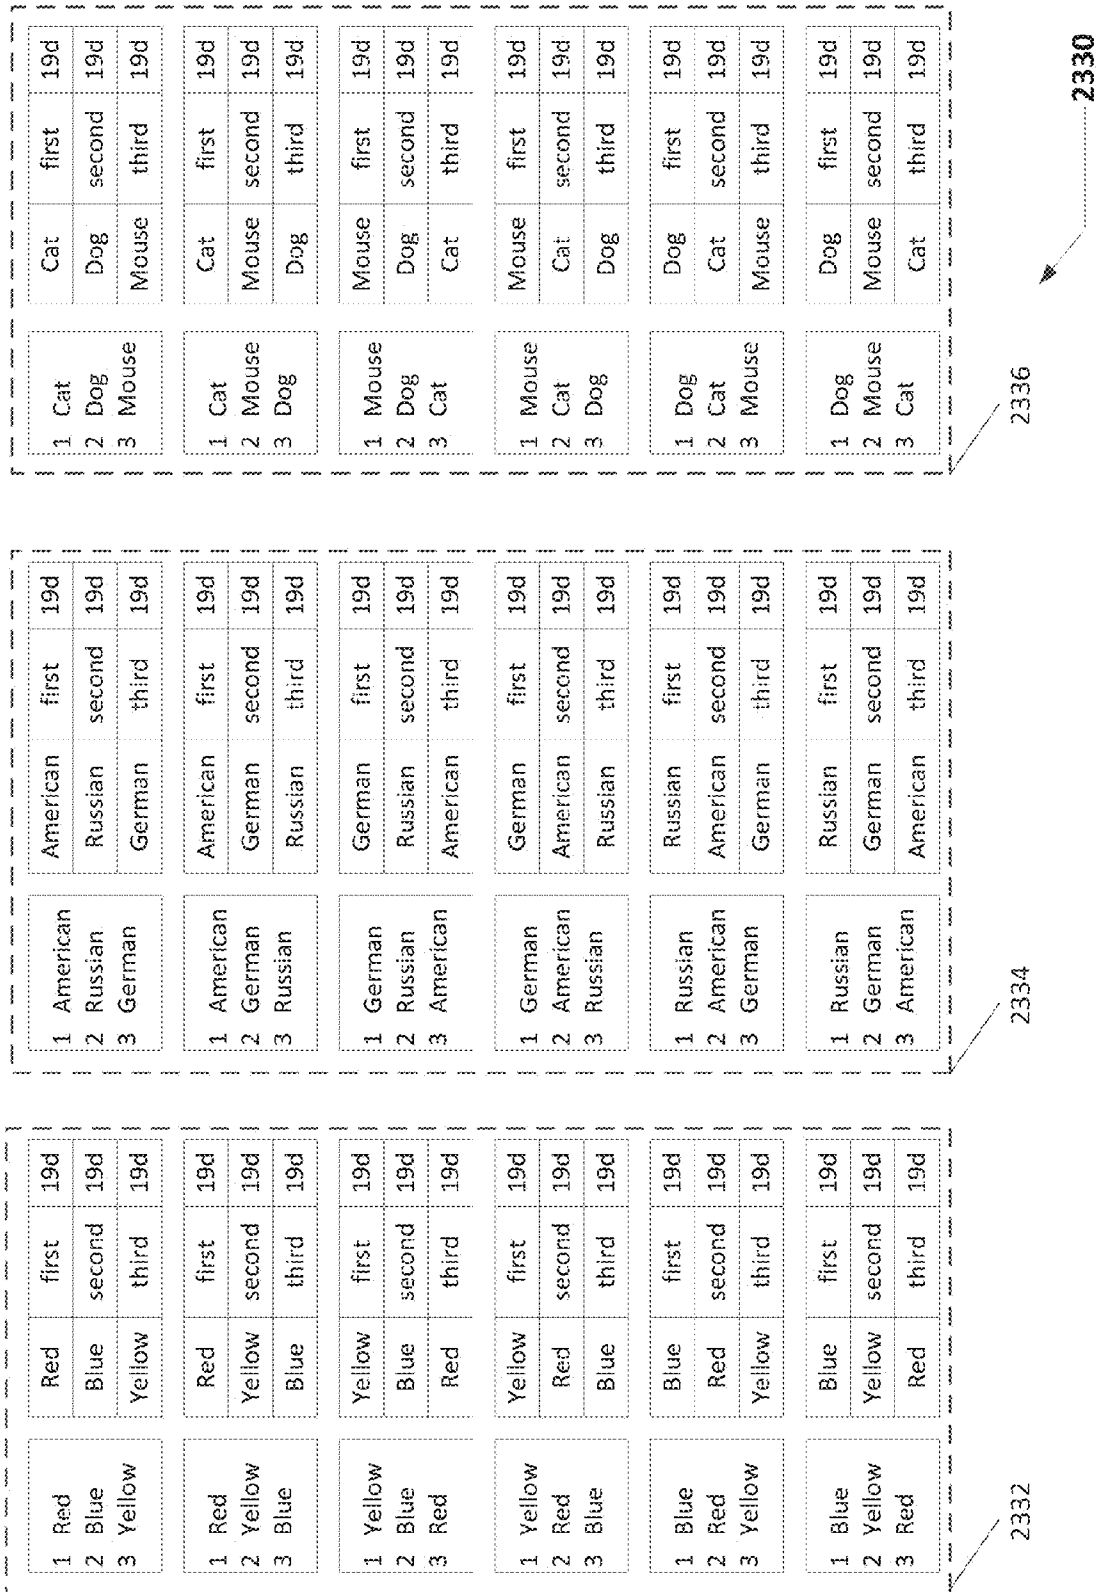 1 Red
2 Blue
3 Yellow
Red first 19d
Blue second 19d
Yellow third 19d
1 Red
2 Yellow
3 Blue
Red first 19d
Yellow second 19d
Blue third 19d
1 Yellow
2 Blue
3 Red
Yellow first 19d
Blue second 19d
Red third 19d
1 Yellow
2 Red
3 Blue
Yellow first 19d
Red second 19d
Blue third 19d
1 Blue
2 Red
3 Yellow
Blue first 19d
Red second 19d
Yellow third 19d
1 Blue
2 Yellow
3 Red
Blue first 19d
Yellow second 19d
Red third 19d
2332
1 American
2 Russian
3 German
American first 19d
Russian second 19d
German third 19d
1 American
2 German
3 Russian
American first 19d
German second 19d
Russian third 19d
1 German
2 Russian
3 American
German first 19d
Russian second 19d
American third 19d
1 German
2 American
3 Russian
German first 19d
American second 19d
Russian third 19d
1 Russian
2 American
3 German
Russian first 19d
American second 19d
German third 19d
1 Russian
2 German
3 American
Russian first 19d
German second 19d
American third 19d
2334
1 Cat
2 Dog
3 Mouse
Cat first 19d
Dog second 19d
Mouse third 19d
1 Cat
2 Mouse
3 Dog
Cat first 19d
Mouse second 19d
Dog third 19d
1 Mouse
2 Dog
3 Cat
Mouse first 19d
Dog second 19d
Cat third 19d
1 Mouse
2 Cat
3 Dog
Mouse first 19d
Cat second 19d
Dog third 19d
1 Dog
2 Cat
3 Mouse
Dog first 19d
Cat second 19d
Mouse third 19d
1 Dog
2 Mouse
3 Cat
Dog first 19d
Mouse second 19d
Cat third 19d
2336
2330